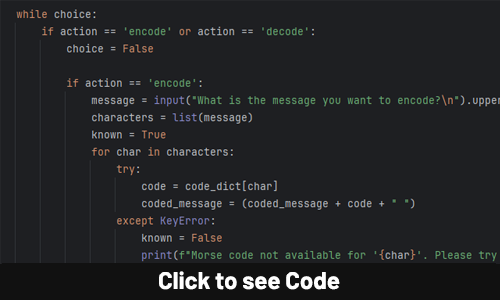 while choice:
if action == 'encode' or action == 'decode':
choice = False
if action == 'encode':
message = input("What is the message you want to encode?\n").upper
characters = list(message)
known = True
for char in characters:
try:
code = code_dict[char]
coded_message = (coded_message + code + " ")
except KeyError:
known = False
print(f"Morse code not available for '{char}'. Please try
Click to see Code